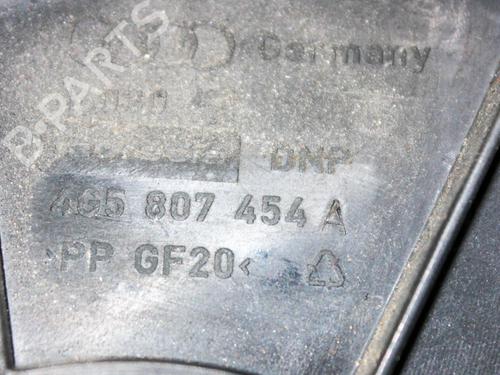 Germany
B-PARTS
DNP
4G5 807 454 A
>PP GF20<